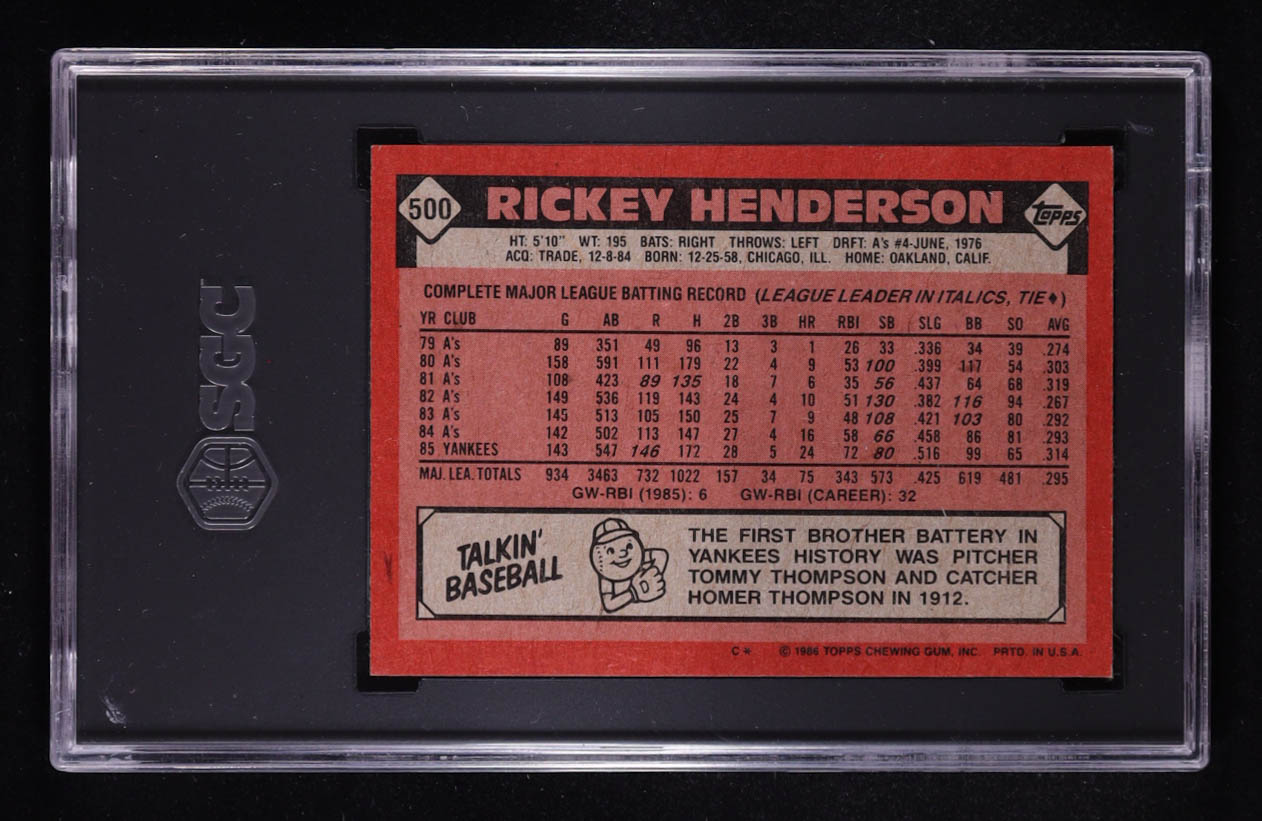 SGC
500 RICKEY HENDERSON TOPPS
HT: 5'10" WT: 195 BATS: RIGHT THROWS: LEFT DRFT: A's #4-JUNE, 1976
ACQ: TRADE, 12-8-84 BORN: 12-25-58, CHICAGO, ILL. HOME: OAKLAND, CALIF.
COMPLETE MAJOR LEAGUE BATTING RECORD (LEAGUE LEADER IN ITALICS, TIE♦)
YR CLUB G AB R H 2B 3B HR RBI SB SLG BB SO AVG
79 A's 89 351 49 96 13 3 1 26 33 .336 34 39 .274
80 A's 158 591 111 179 22 4 9 53 100 .399 117 54 .303
81 A's 108 423 89 135 18 7 6 35 56 .437 64 68 .319
82 A's 149 536 119 143 24 4 10 51 130 .382 116 94 .267
83 A's 145 513 105 150 25 7 9 48 108 .421 103 80 .292
84 A's 142 502 113 147 27 4 16 58 66 .458 86 81 .293
85 YANKEES 143 547 146 172 28 5 24 72 80 .516 99 65 .314
MAJ. LEA. TOTALS 934 3463 732 1022 157 34 75 343 573 .425 619 481 .295
GW-RBI (1985): 6 GW-RBI (CAREER): 32
TALKIN'
BASEBALL
THE FIRST BROTHER BATTERY IN
YANKEES HISTORY WAS PITCHER
TOMMY THOMPSON AND CATCHER
HOMER THOMPSON IN 1912.
C* © 1986 TOPPS CHEWING GUM, INC. PRTD. IN U.S.A.